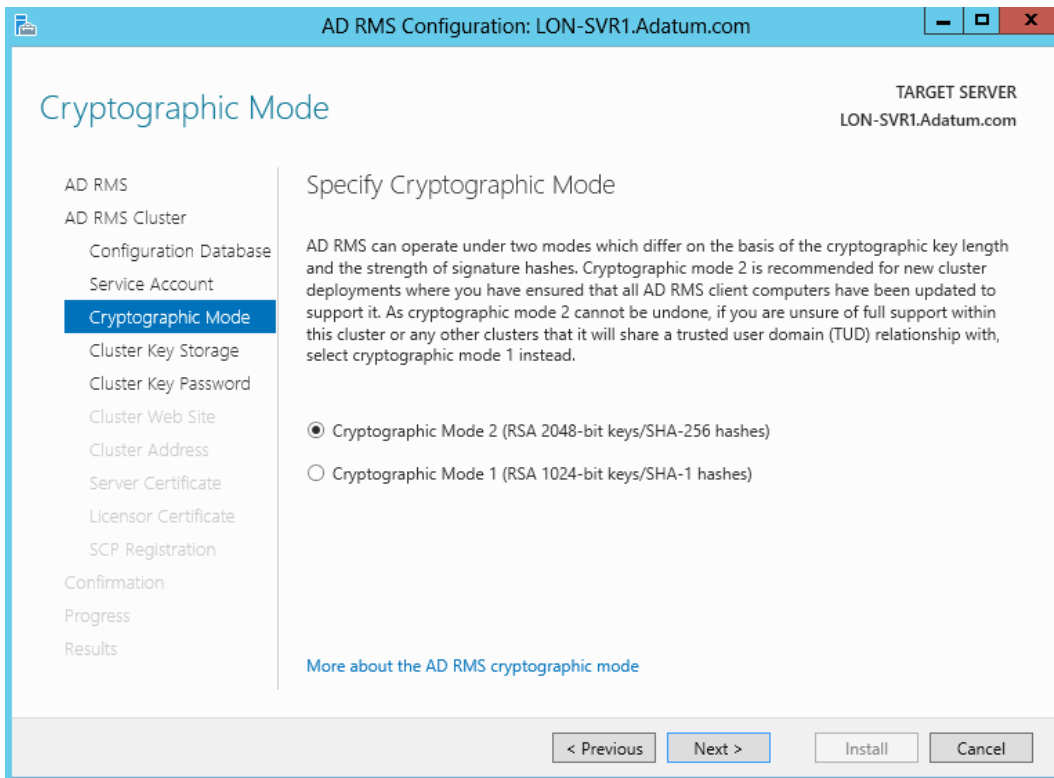 AD RMS Configuration: LON-SVR1.Adatum.com
Cryptographic Mode
TARGET SERVER
LON-SVR1.Adatum.com
AD RMS
AD RMS Cluster
Configuration Database
Service Account
Cryptographic Mode
Cluster Key Storage
Cluster Key Password
Cluster Web Site
Cluster Address
Server Certificate
Licensor Certificate
SCP Registration
Confirmation
Progress
Results
Specify Cryptographic Mode
AD RMS can operate under two modes which differ on the basis of the cryptographic key length
and the strength of signature hashes. Cryptographic mode 2 is recommended for new cluster
deployments where you have ensured that all AD RMS client computers have been updated to
support it. As cryptographic mode 2 cannot be undone, if you are unsure of full support within
this cluster or any other clusters that it will share a trusted user domain (TUD) relationship with,
select cryptographic mode 1 instead.
Cryptographic Mode 2 (RSA 2048-bit keys/SHA-256 hashes)
Cryptographic Mode 1 (RSA 1024-bit keys/SHA-1 hashes)
More about the AD RMS cryptographic mode
< Previous
Next >
Install
Cancel